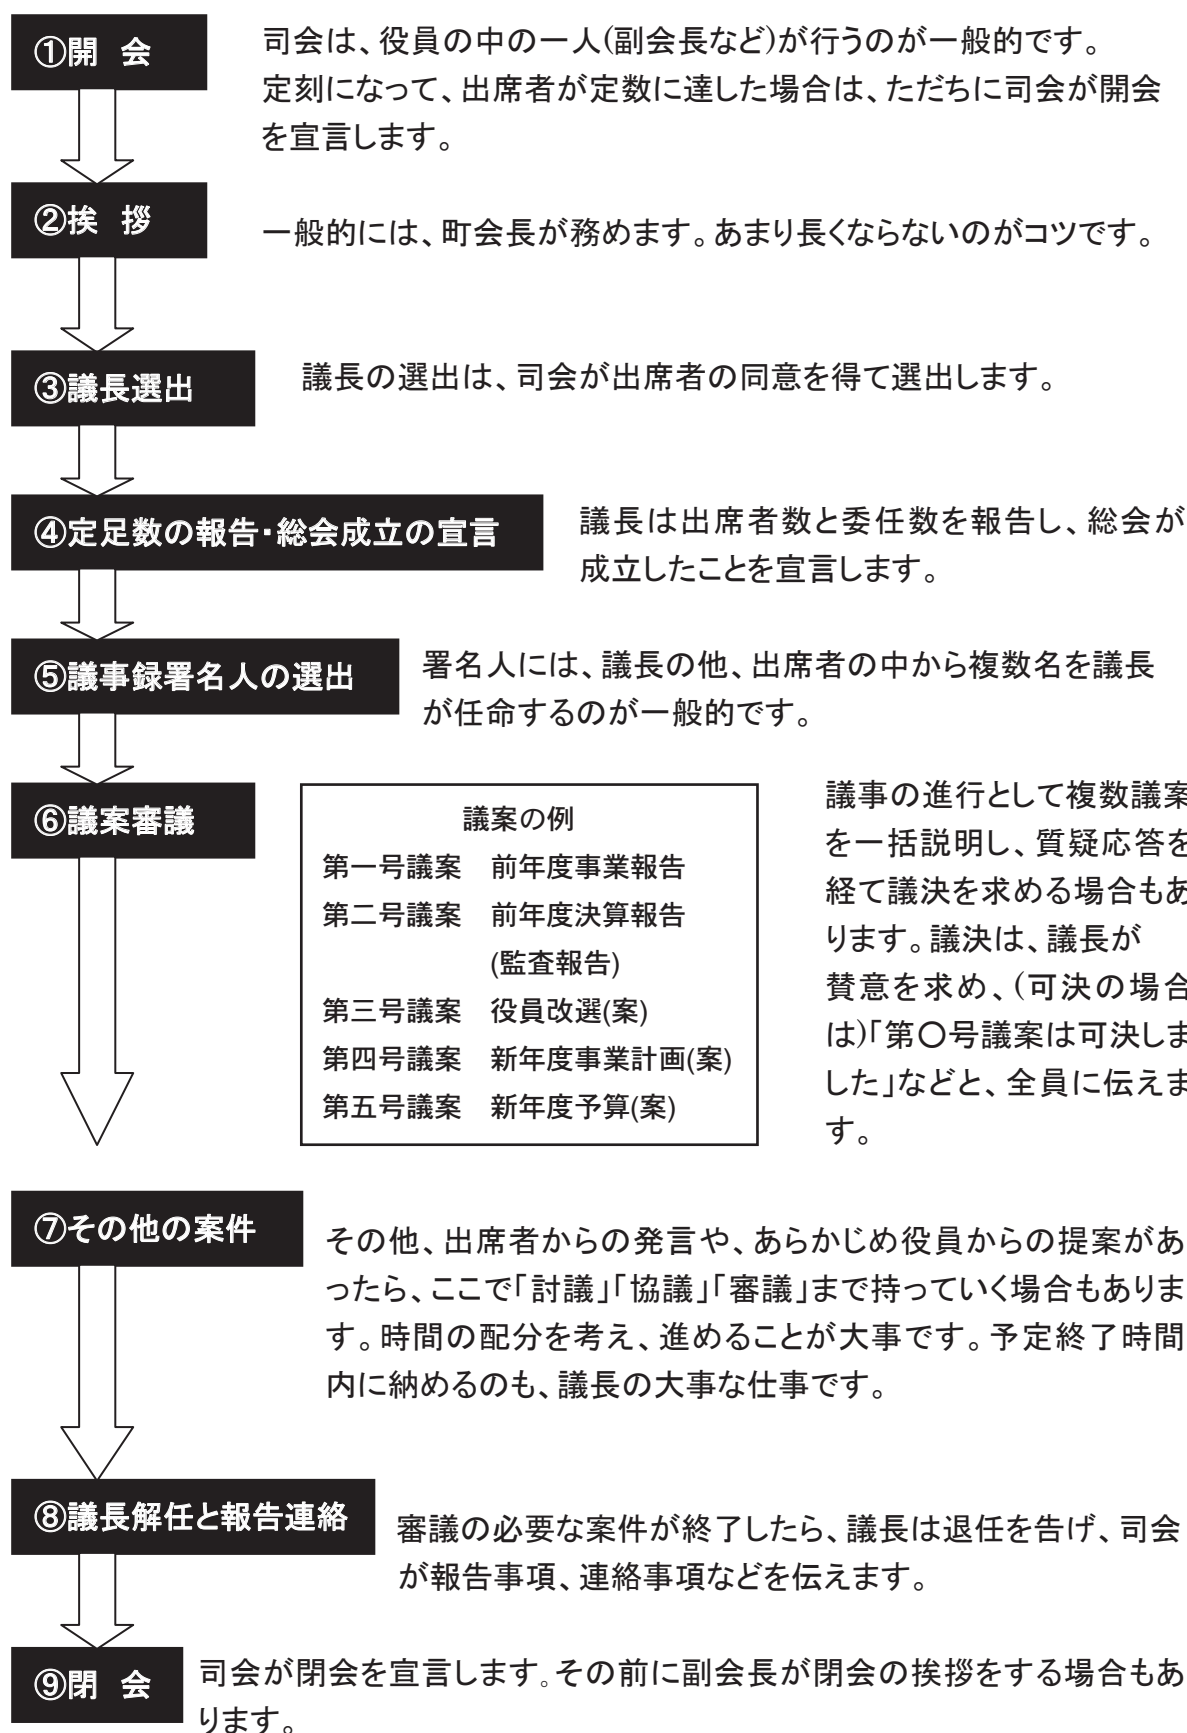 ①開　会
司会は、役員の中の一人(副会長など)が行うのが一般的です。
定刻になって、出席者が定数に達した場合は、ただちに司会が開会
を宣言します。
②挨　拶
一般的には、町会長が務めます。あまり長くならないのがコツです。
③議長選出
議長の選出は、司会が出席者の同意を得て選出します。
④定足数の報告・総会成立の宣言
議長は出席者数と委任数を報告し、総会が
成立したことを宣言します。
⑤議事録署名人の選出
署名人には、議長の他、出席者の中から複数名を議長
が任命するのが一般的です。
⑥議案審議
議案の例
第一号議案　前年度事業報告
第二号議案　前年度決算報告
(監査報告)
第三号議案　役員改選(案)
第四号議案　新年度事業計画(案)
第五号議案　新年度予算(案)
議事の進行として複数議案
を一括説明し、質疑応答を
経て議決を求める場合もあ
ります。議決は、議長が
賛意を求め、(可決の場合
は)「第〇号議案は可決しま
した」などと、全員に伝えま
す。
⑦その他の案件
その他、出席者からの発言や、あらかじめ役員からの提案があ
ったら、ここで「討議」「協議」「審議」まで持っていく場合もありま
す。時間の配分を考え、進めることが大事です。予定終了時間
内に納めるのも、議長の大事な仕事です。
⑧議長解任と報告連絡
審議の必要な案件が終了したら、議長は退任を告げ、司会
が報告事項、連絡事項などを伝えます。
⑨閉　会
司会が閉会を宣言します。その前に副会長が閉会の挨拶をする場合もあ
ります。